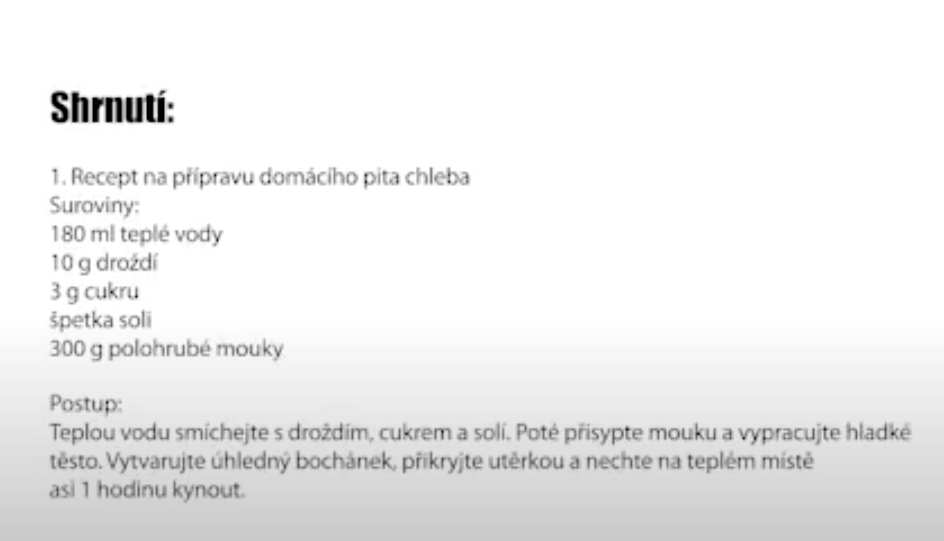 Shrnutí:
1. Recept na přípravu domácího pita chleba
Suroviny:
180 ml teplé vody
10 g droždí
3 g cukru
špetka soli
300 g polohrubé mouky
Postup:
Teplou vodu smíchejte s droždím, cukrem a solí. Poté přisypte mouku a vypracujte hladké
těsto. Vytvarujte úhledný bochánek, přikryjte utěrkou a nechte na teplém místě
asi 1 hodinu kynout.